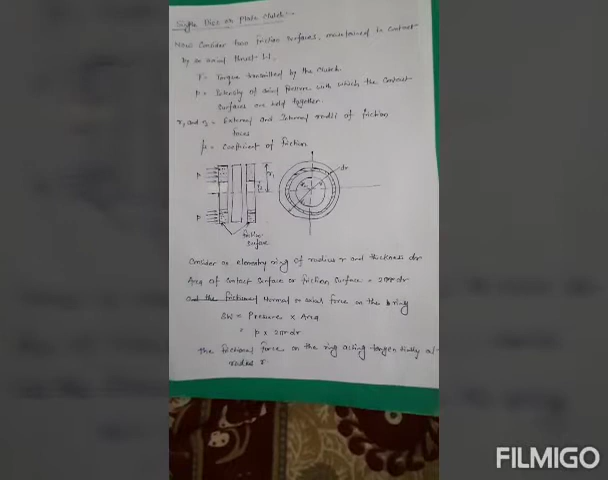 Single Disc or Plate Clutch:-
Now Consider two friction surfaces, maintained in contact
by an axial thrust W.
T = Torque transmitted by the clutch.
p = Intensity of axial pressure with which the contact
surfaces are held together.
r1 and r2 = External and Internal radii of friction
faces
μ = Coefficient of friction
p
p
r1
r2
friction
surface
dr
r
Consider an elementry ring of radius r and thickness dr
Area of contact surface or friction surface = 2πr dr
and the frictional Normal or axial force on the ring
δW = Pressure × Area
= p × 2πr dr
The frictional force on the ring acting tangentially at
radius r
FILMIGO